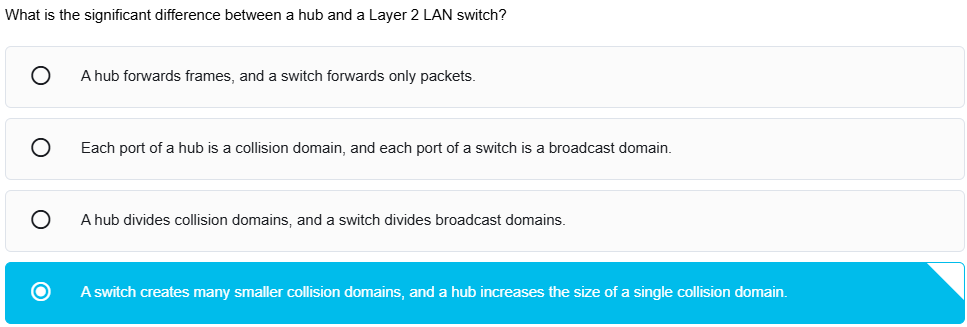 What is the significant difference between a hub and a Layer 2 LAN switch?
A hub forwards frames, and a switch forwards only packets.
Each port of a hub is a collision domain, and each port of a switch is a broadcast domain.
A hub divides collision domains, and a switch divides broadcast domains.
A switch creates many smaller collision domains, and a hub increases the size of a single collision domain.